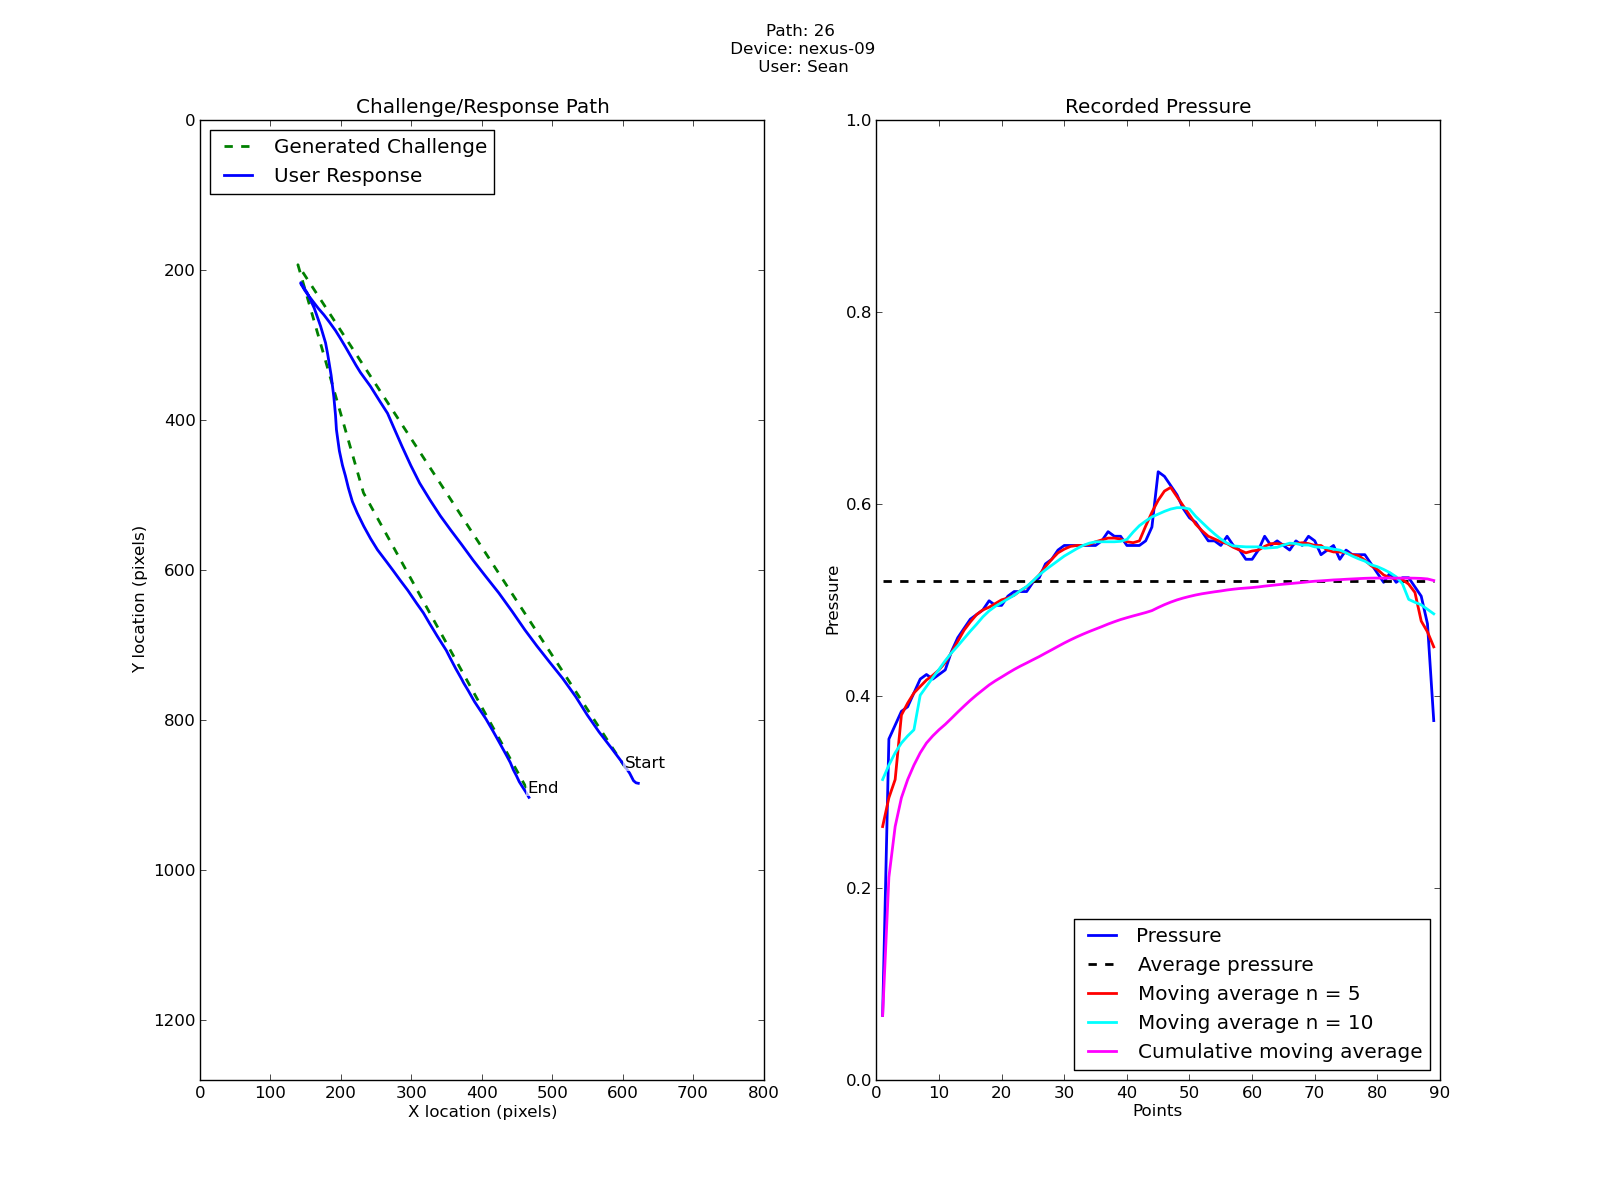 Path: 26
Device: nexus-09
User: Sean
Challenge/Response Path
Generated Challenge
User Response
0
200
400
600
800
1000
1200
Y location (pixels)
Start
End
0 100 200 300 400 500 600 700 800
X location (pixels)
Recorded Pressure
1.0
0.8
0.6
0.4
0.2
0.0
Pressure
Pressure
Average pressure
Moving average n = 5
Moving average n = 10
Cumulative moving average
0 10 20 30 40 50 60 70 80 90
Points